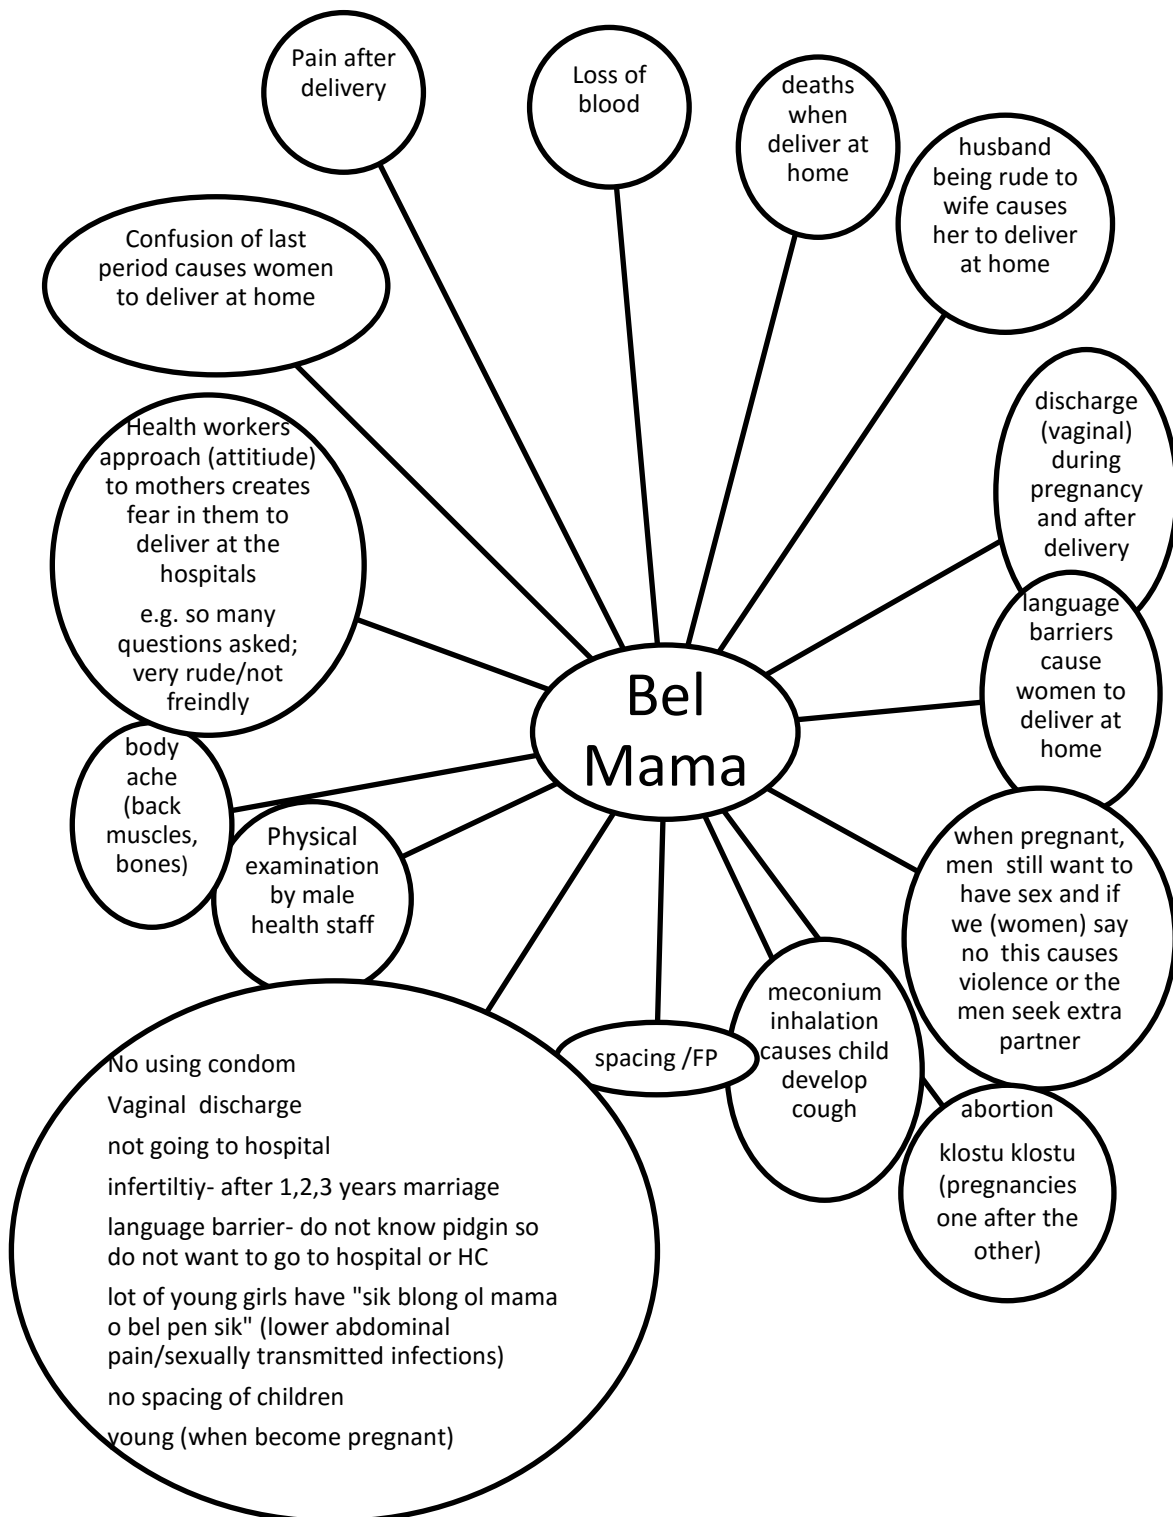 Pain after
delivery
Loss of
blood
deaths
when
deliver at
home
husband
being rude to
wife causes
her to deliver
at home
Confusion of last
period causes women
to deliver at home
discharge
(vaginal)
during
pregnancy
and after
delivery
Health workers
approach (attitiude)
to mothers creates
fear in them to
deliver at the
hospitals
e.g. so many
questions asked;
very rude/not
freindly
language
barriers
cause
women to
deliver at
home
Bel
Mama
body
ache
(back
muscles,
bones)
Physical
examination
by male
health staff
when pregnant,
men still want to
have sex and if
we (women) say
no this causes
violence or the
men seek extra
partner
meconium
inhalation
causes child
develop
cough
spacing /FP
abortion
klostu klostu
(pregnancies
one after the
other)
No using condom
Vaginal discharge
not going to hospital
infertiltiy- after 1,2,3 years marriage
language barrier- do not know pidgin so
do not want to go to hospital or HC
lot of young girls have "sik blong ol mama
o bel pen sik" (lower abdominal
pain/sexually transmitted infections)
no spacing of children
young (when become pregnant)